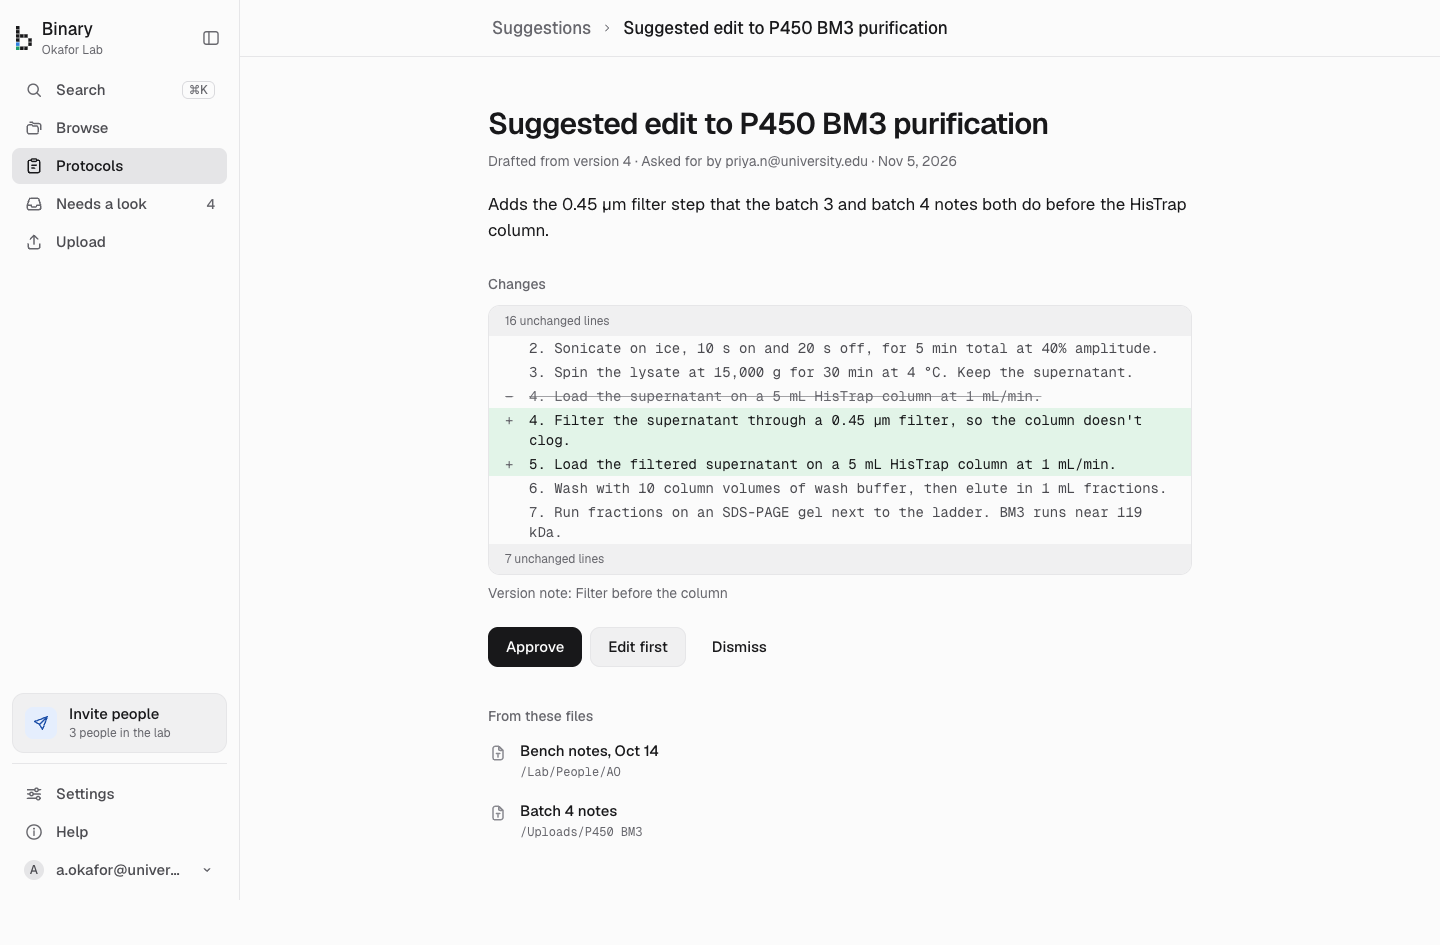 Binary
Okafor Lab
Search
⌘K
Browse
Protocols
Needs a look
4
Upload
Invite people
3 people in the lab
Settings
Help
A
a.okafor@univer...
Suggestions
Suggested edit to P450 BM3 purification
Suggested edit to P450 BM3 purification
Drafted from version 4 · Asked for by priya.n@university.edu · Nov 5, 2026
Adds the 0.45 µm filter step that the batch 3 and batch 4 notes both do before the HisTrap
column.
Changes
16 unchanged lines
2. Sonicate on ice, 10 s on and 20 s off, for 5 min total at 40% amplitude.
3. Spin the lysate at 15,000 g for 30 min at 4 °C. Keep the supernatant.
− 4. Load the supernatant on a 5 mL HisTrap column at 1 mL/min.
+ 4. Filter the supernatant through a 0.45 µm filter, so the column doesn't
clog.
+ 5. Load the filtered supernatant on a 5 mL HisTrap column at 1 mL/min.
6. Wash with 10 column volumes of wash buffer, then elute in 1 mL fractions.
7. Run fractions on an SDS-PAGE gel next to the ladder. BM3 runs near 119
kDa.
7 unchanged lines
Version note: Filter before the column
Approve
Edit first
Dismiss
From these files
Bench notes, Oct 14
/Lab/People/AO
Batch 4 notes
/Uploads/P450 BM3